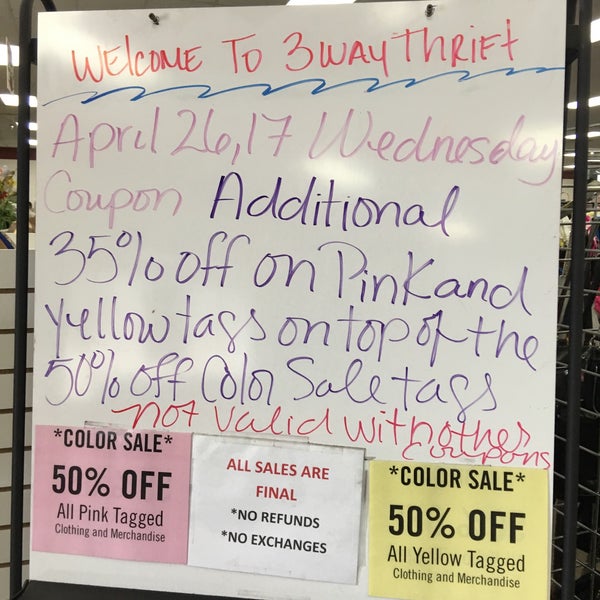 WELCOME TO 3WAY THRIFT
April 26,17 Wednesday
Coupon Additional
35% off on Pink and
yellow tags on top of the
50% off Color Sale tags
not valid with other
coupons
*COLOR SALE*
50% OFF
All Pink Tagged
Clothing and Merchandise
ALL SALES ARE
FINAL
*NO REFUNDS
*NO EXCHANGES
*COLOR SALE*
50% OFF
All Yellow Tagged
Clothing and Merchandise